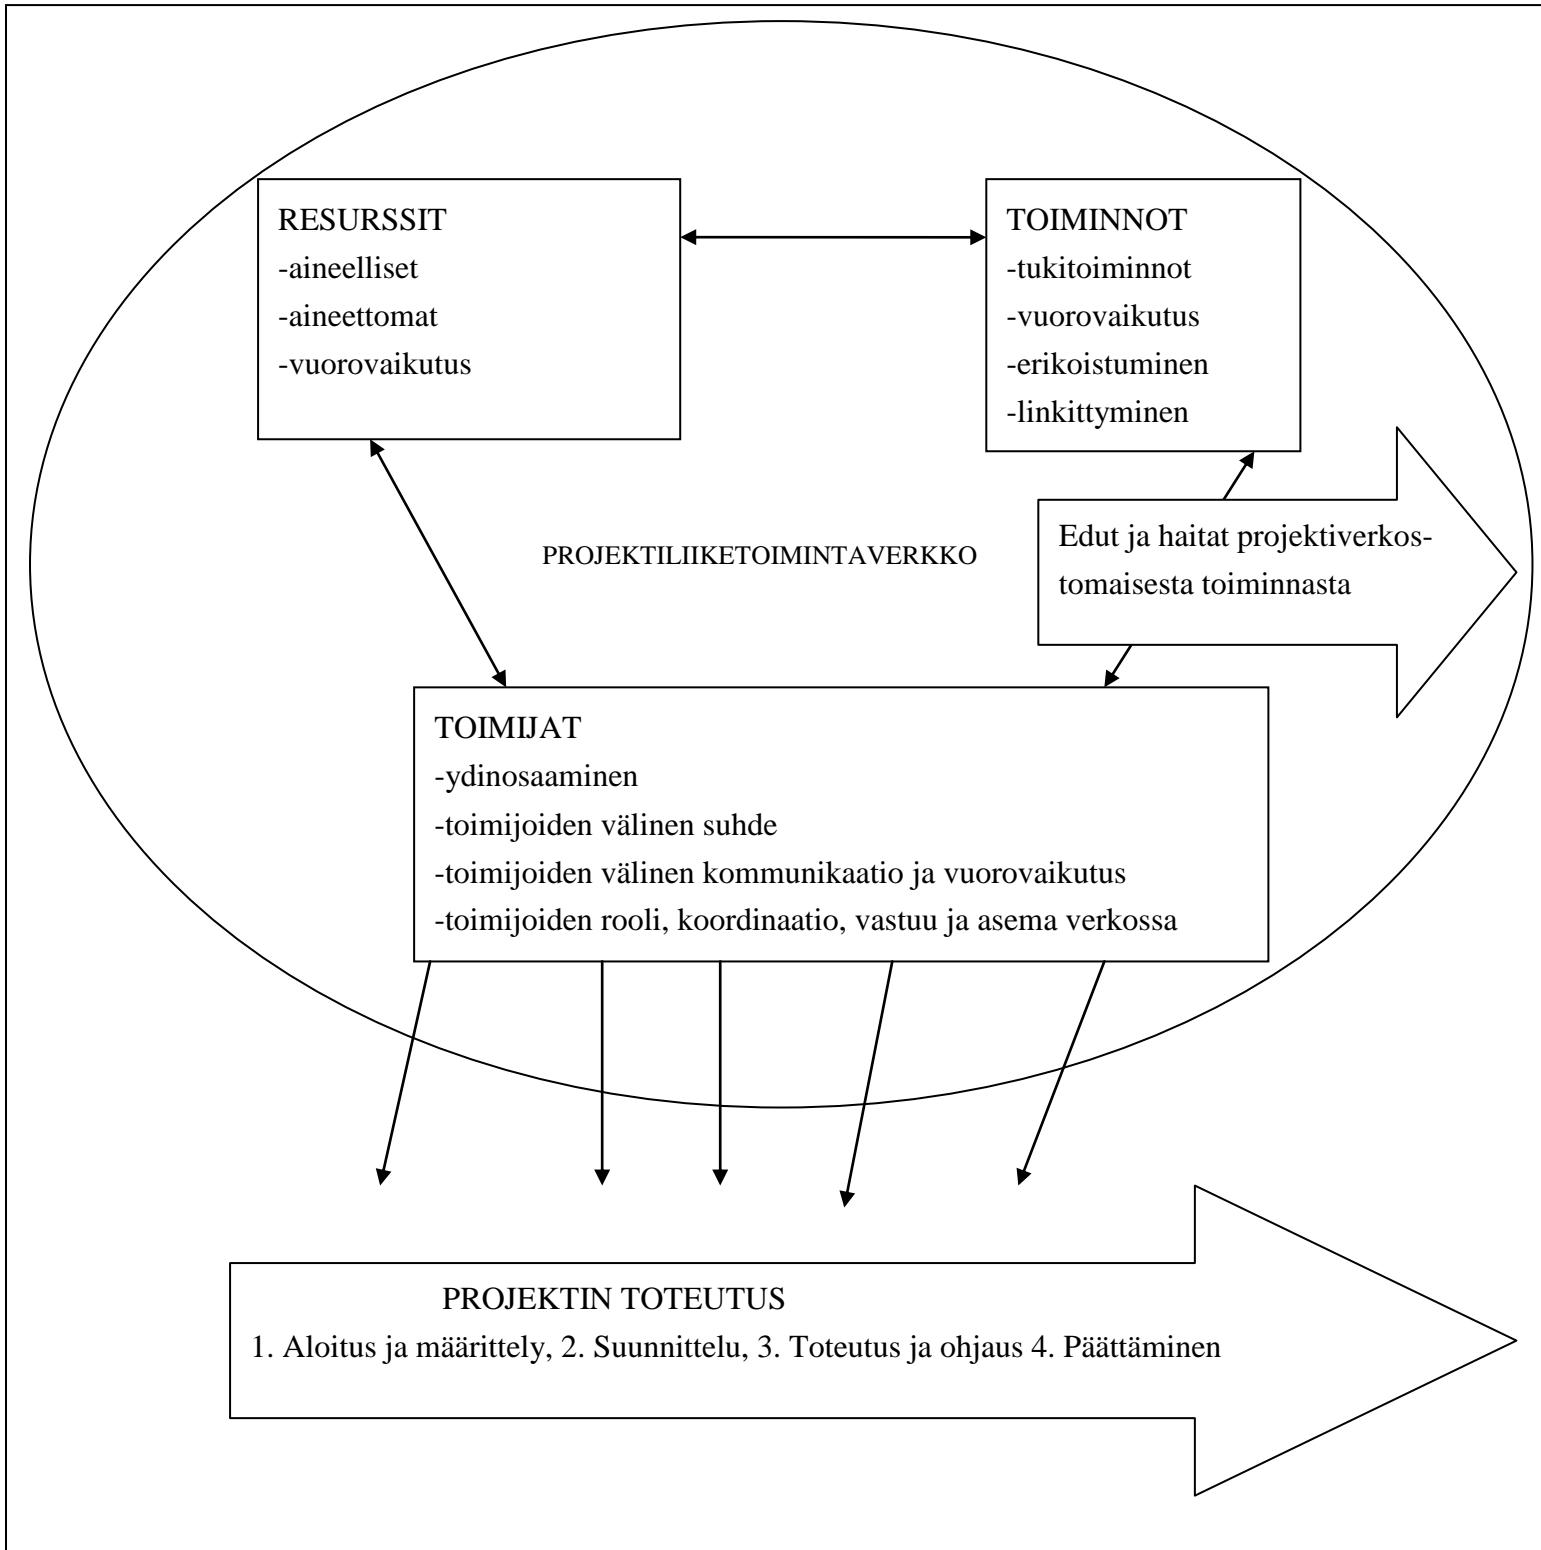 RESURSSIT
-aineelliset
-aineettomat
-vuorovaikutus
TOIMINNOT
-tukitoiminnot
-vuorovaikutus
-erikoistuminen
-linkittyminen
PROJEKTILIIKETOIMINTAVERKKO
Edut ja haitat projektiverkos-
tomaisesta toiminnasta
TOIMIJAT
-ydinosaaminen
-toimijoiden välinen suhde
-toimijoiden välinen kommunikaatio ja vuorovaikutus
-toimijoiden rooli, koordinaatio, vastuu ja asema verkossa
PROJEKTIN TOTEUTUS
1. Aloitus ja määrittely, 2. Suunnittelu, 3. Toteutus ja ohjaus 4. Päättäminen